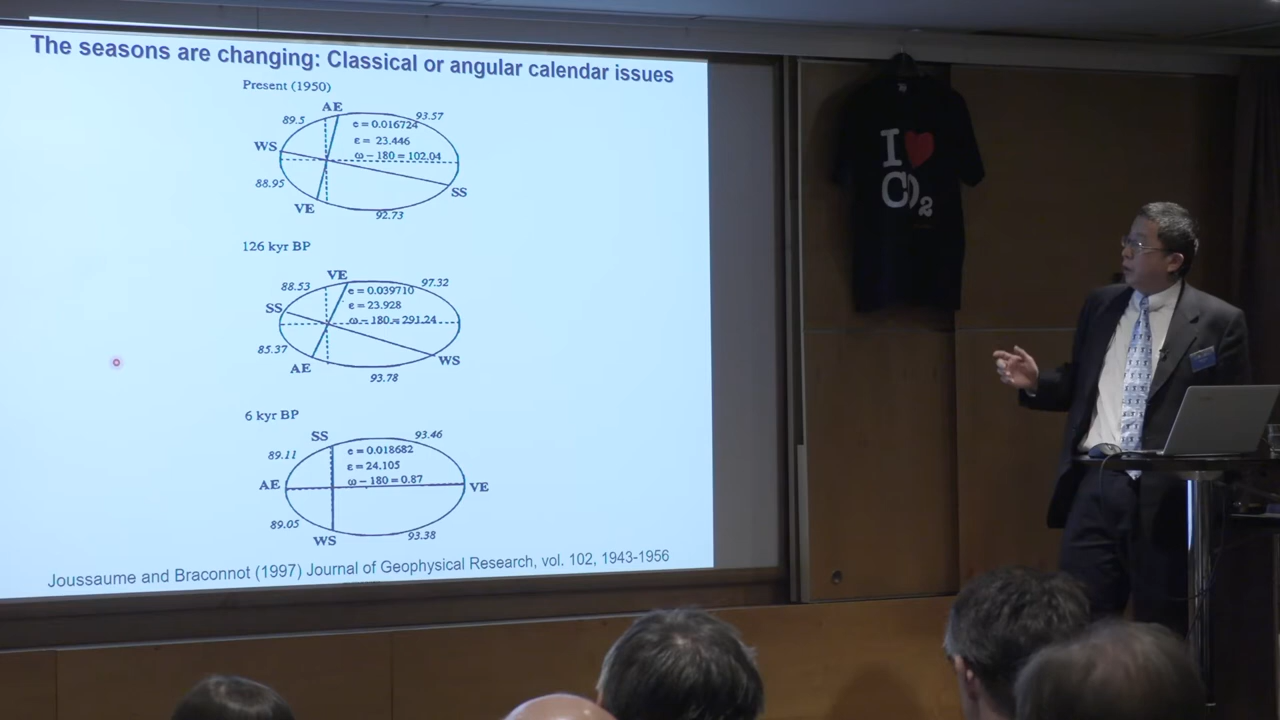 The seasons are changing: Classical or angular calendar issues
Present (1950)
AE
89.5
93.57
e = 0.016724
WS
ε = 23.446
ω – 180 = 102.04
88.95
SS
VE
92.73
126 kyr BP
VE
88.53
97.32
e = 0.039710
SS
ε = 23.928
ω – 180 = 291.24
85.37
WS
AE
93.78
6 kyr BP
SS
93.46
89.11
e = 0.018682
ε = 24.105
AE
ω – 180 = 0.87
VE
89.05
WS
93.38
Joussaume and Braconnot (1997) Journal of Geophysical Research, vol. 102, 1943-1956
I ❤
CO2